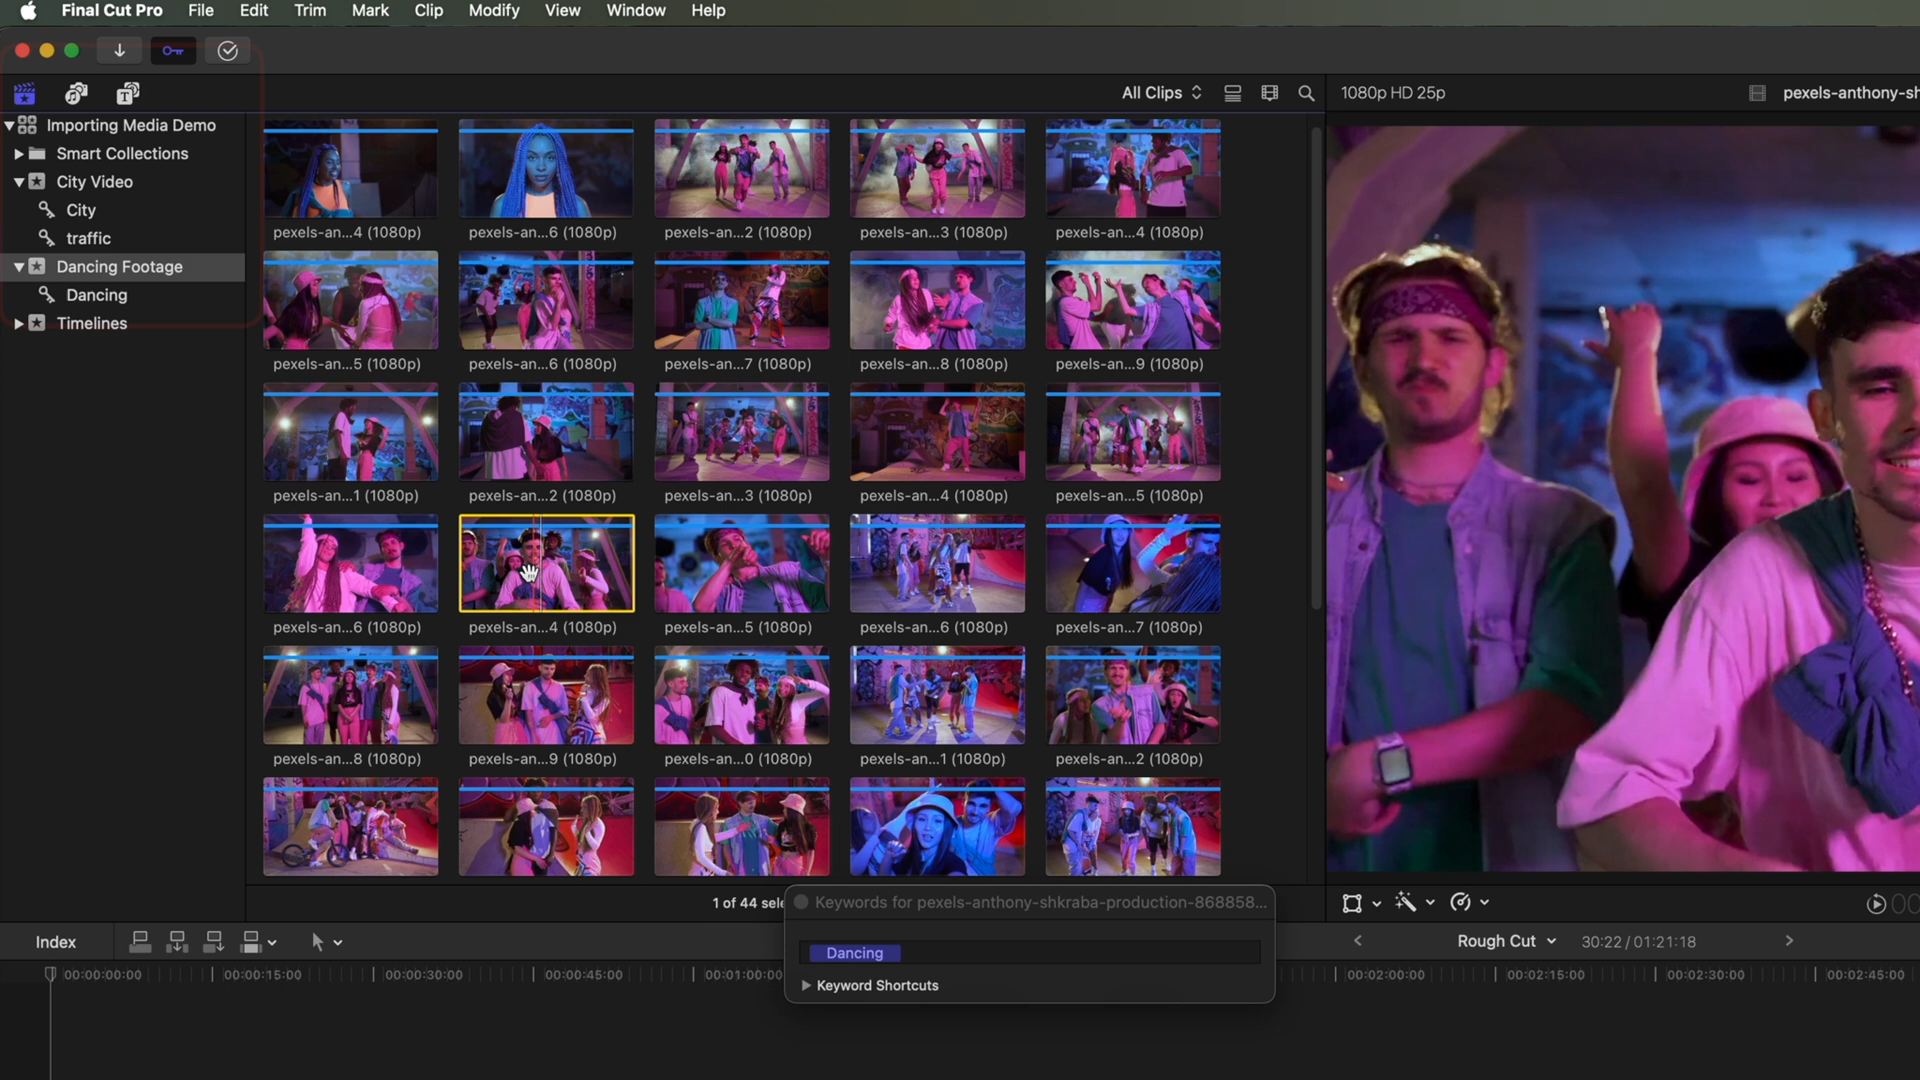 Final Cut Pro File Edit Trim Mark Clip Modify View Window Help
All Clips
1080p HD 25p
pexels-anthony-sh
Importing Media Demo
Smart Collections
City Video
City
traffic
Dancing Footage
Dancing
Timelines
pexels-an...4 (1080p) pexels-an...6 (1080p) pexels-an...2 (1080p) pexels-an...3 (1080p) pexels-an...4 (1080p)
pexels-an...5 (1080p) pexels-an...6 (1080p) pexels-an...7 (1080p) pexels-an...8 (1080p) pexels-an...9 (1080p)
pexels-an...1 (1080p) pexels-an...2 (1080p) pexels-an...3 (1080p) pexels-an...4 (1080p) pexels-an...5 (1080p)
pexels-an...6 (1080p) pexels-an...4 (1080p) pexels-an...5 (1080p) pexels-an...6 (1080p) pexels-an...7 (1080p)
pexels-an...8 (1080p) pexels-an...9 (1080p) pexels-an...0 (1080p) pexels-an...1 (1080p) pexels-an...2 (1080p)
1 of 44 sele
Keywords for pexels-anthony-shkraba-production-868858...
Dancing
Keyword Shortcuts
00
Index
Rough Cut
30:22 / 01:21:18
00:00:00:00 00:00:15:00 00:00:30:00 00:00:45:00 00:01:00:00 00:02:00:00 00:02:15:00 00:02:30:00 00:02:45:00